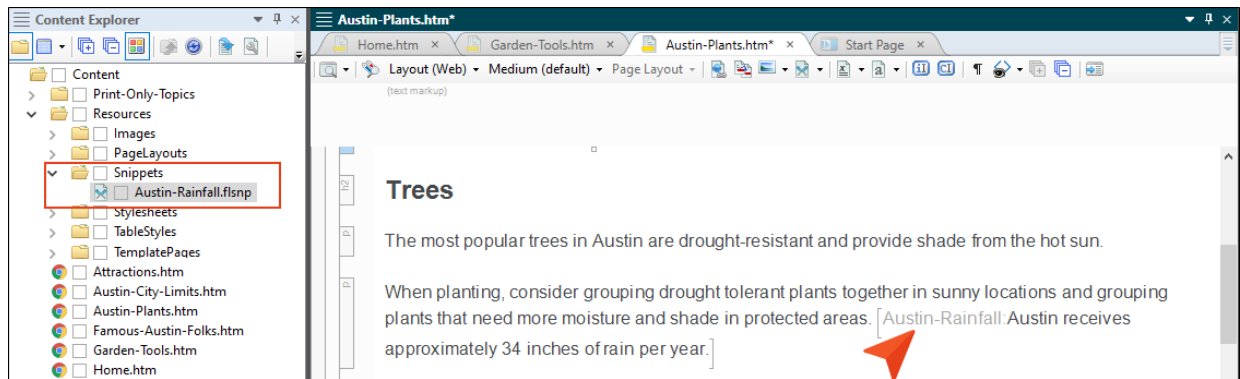 Content Explorer
Content
Print-Only-Topics
Resources
Images
PageLayouts
Snippets
Austin-Rainfall.flsnp
Stylesheets
TableStyles
TemplatePages
Attractions.htm
Austin-City-Limits.htm
Austin-Plants.htm
Famous-Austin-Folks.htm
Garden-Tools.htm
Home.htm
Austin-Plants.htm*
Home.htm × Garden-Tools.htm × Austin-Plants.htm* × Start Page ×
Layout (Web) Medium (default) Page Layout
(text markup)
h2
Trees
p
The most popular trees in Austin are drought-resistant and provide shade from the hot sun.
p
When planting, consider grouping drought tolerant plants together in sunny locations and grouping
plants that need more moisture and shade in protected areas. [Austin-Rainfall:Austin receives
approximately 34 inches of rain per year.]